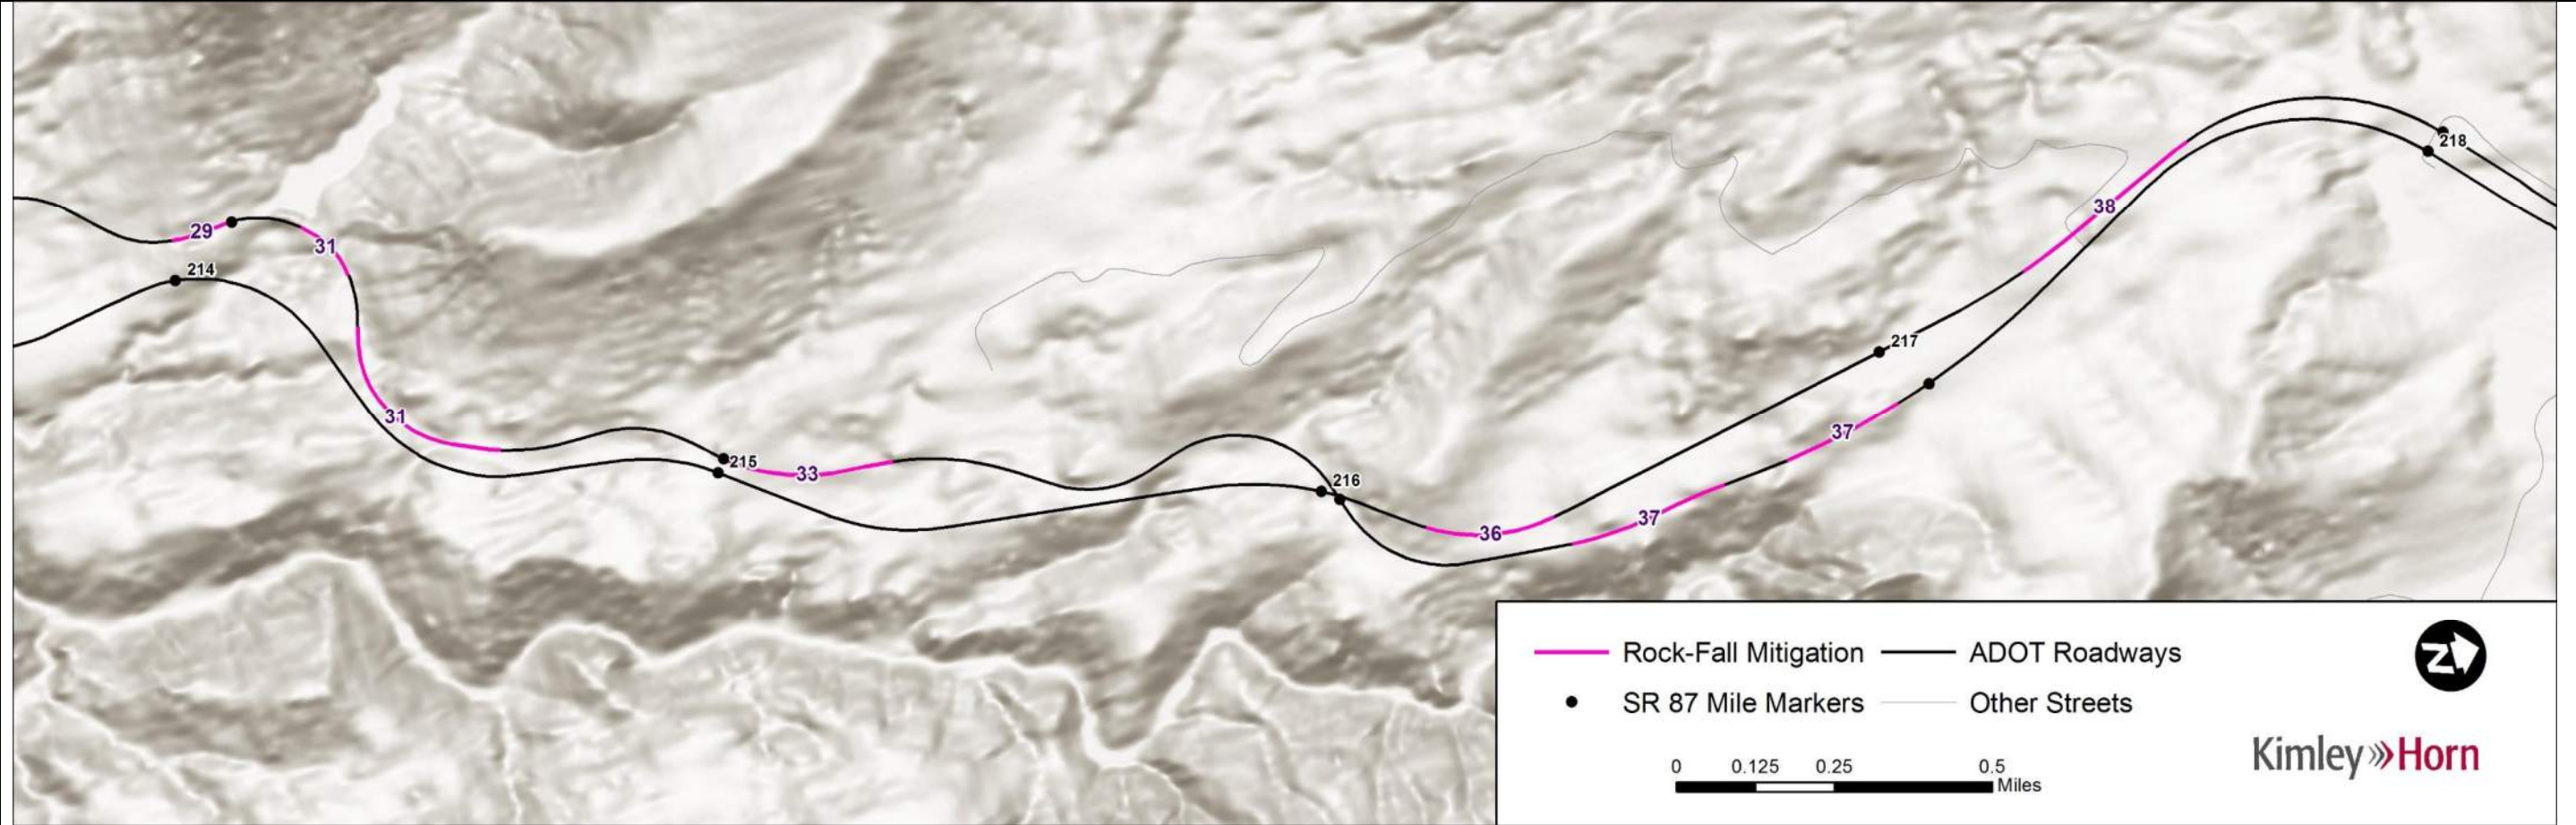 218
38
29
31
214
217
31
37
215
33
216
37
36
Rock-Fall Mitigation
ADOT Roadways
SR 87 Mile Markers
Other Streets
Z
0 0.125 0.25 0.5
Miles
Kimley»Horn